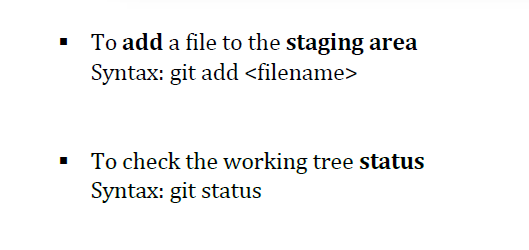 ▪ To add a file to the staging area
Syntax: git add <filename>
▪ To check the working tree status
Syntax: git status